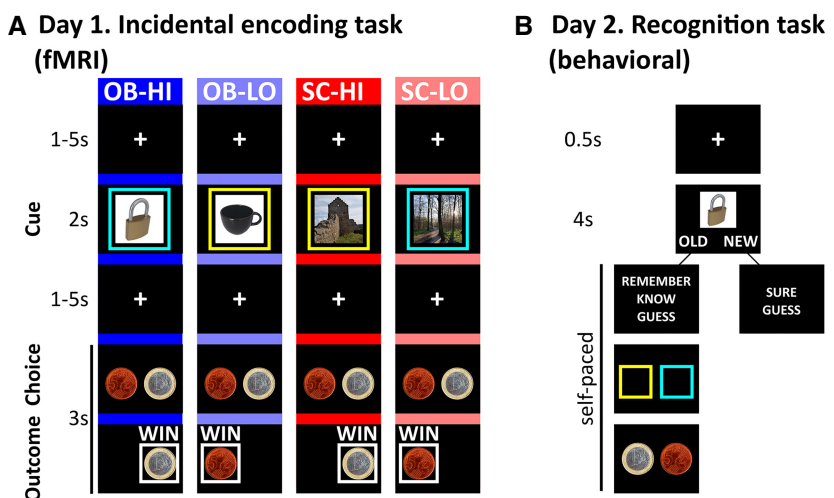 A Day 1. Incidental encoding task
(fMRI)
OB-HI OB-LO SC-HI SC-LO
1-5s
Cue
2s
1-5s
Choice
3s
Outcome
WIN WIN WIN WIN
B Day 2. Recognition task
(behavioral)
0.5s
4s
OLD NEW
REMEMBER
KNOW
GUESS
SURE
GUESS
self-paced